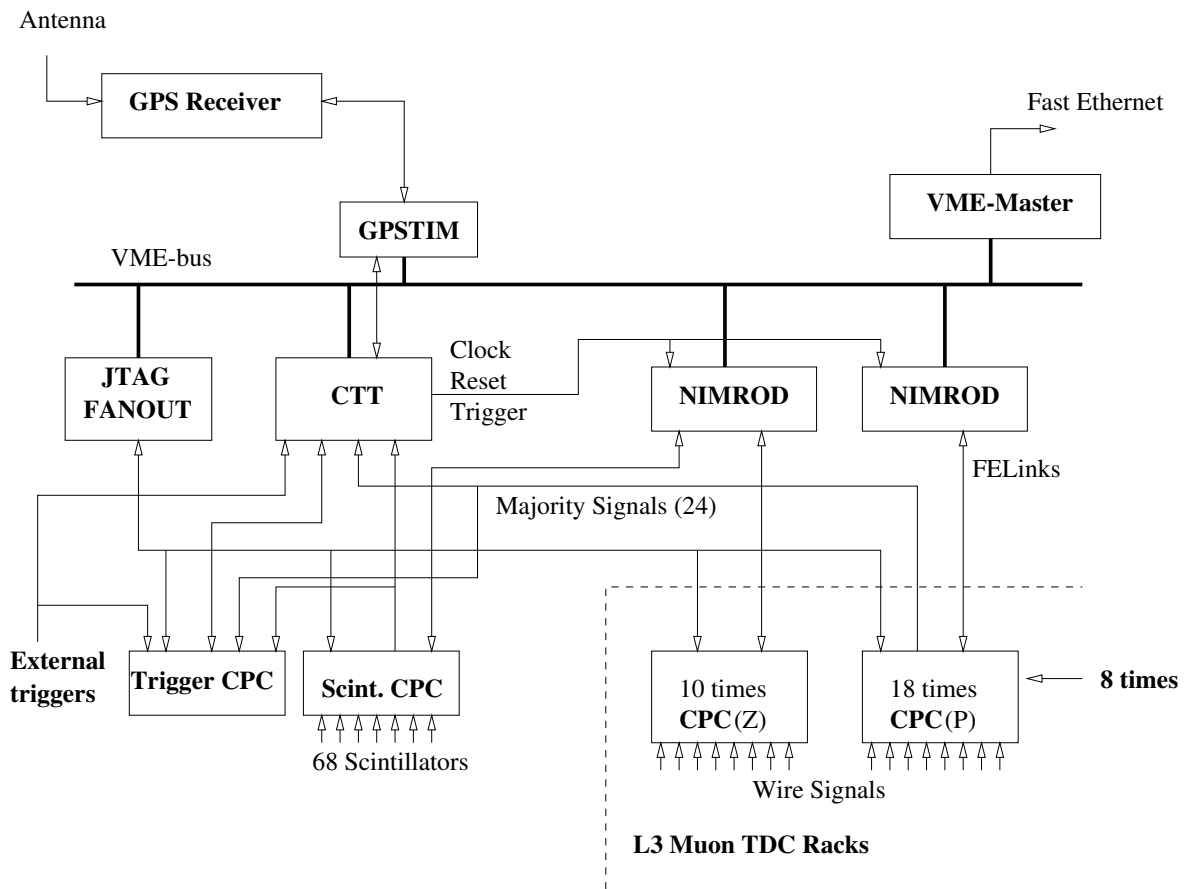 Antenna
GPS Receiver
Fast Ethernet
VME-Master
GPSTIM
VME-bus
JTAG
FANOUT
CTT
Clock
Reset
Trigger
NIMROD
NIMROD
FELinks
Majority Signals (24)
External
triggers
Trigger CPC
Scint. CPC
10 times
CPC(Z)
18 times
CPC(P)
8 times
68 Scintillators
Wire Signals
L3 Muon TDC Racks